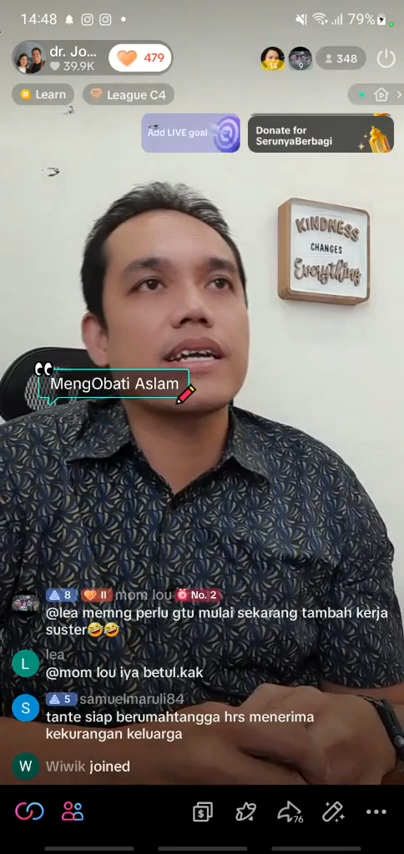 14:48
79%
dr. Jo...
39.9K
479
9
348
Learn
League C4
Add LIVE goal
Donate for
SerunyaBerbagi
KINDNESS
CHANGES
Everything
MengObati Aslam
8 II mom lou No. 2
@lea memng perlu gtu mulai sekarang tambah kerja
suster🤣🤣
L
lea
@mom lou iya betul.kak
S
5 samuelmaruli84
tante siap berumahtangga hrs menerima
kekurangan keluarga
W
Wiwik joined
76